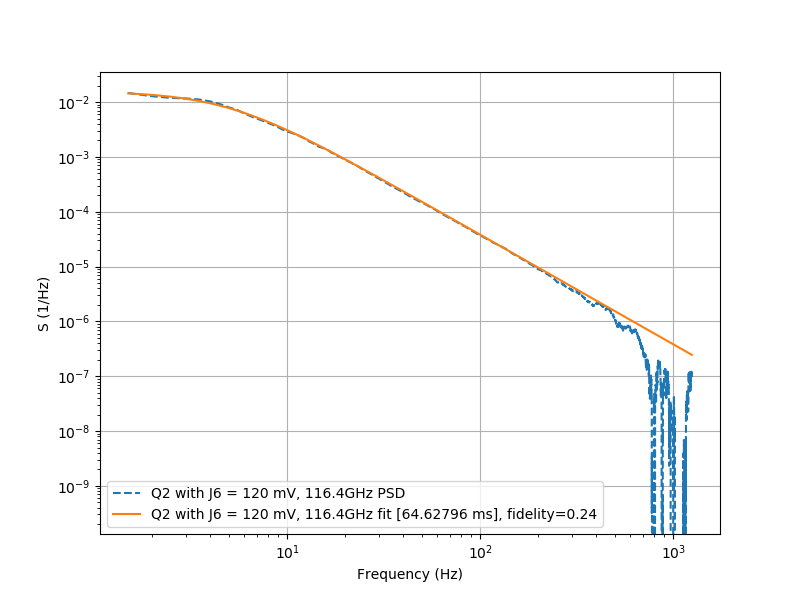 10⁻²
10⁻³
10⁻⁴
10⁻⁵
10⁻⁶
10⁻⁷
10⁻⁸
10⁻⁹
S (1/Hz)
Q2 with J6 = 120 mV, 116.4GHz PSD
Q2 with J6 = 120 mV, 116.4GHz fit [64.62796 ms], fidelity=0.24
10¹ 10² 10³
Frequency (Hz)